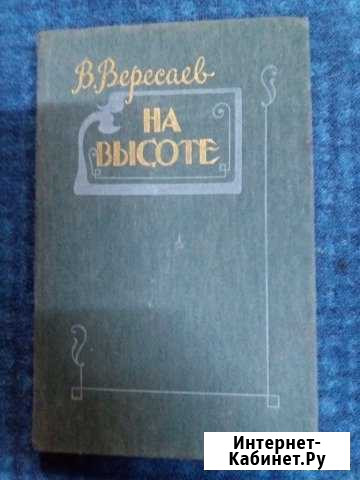 В. Вересаев
НА
ВЫСОТЕ
Интернет-
Кабинет.Ру